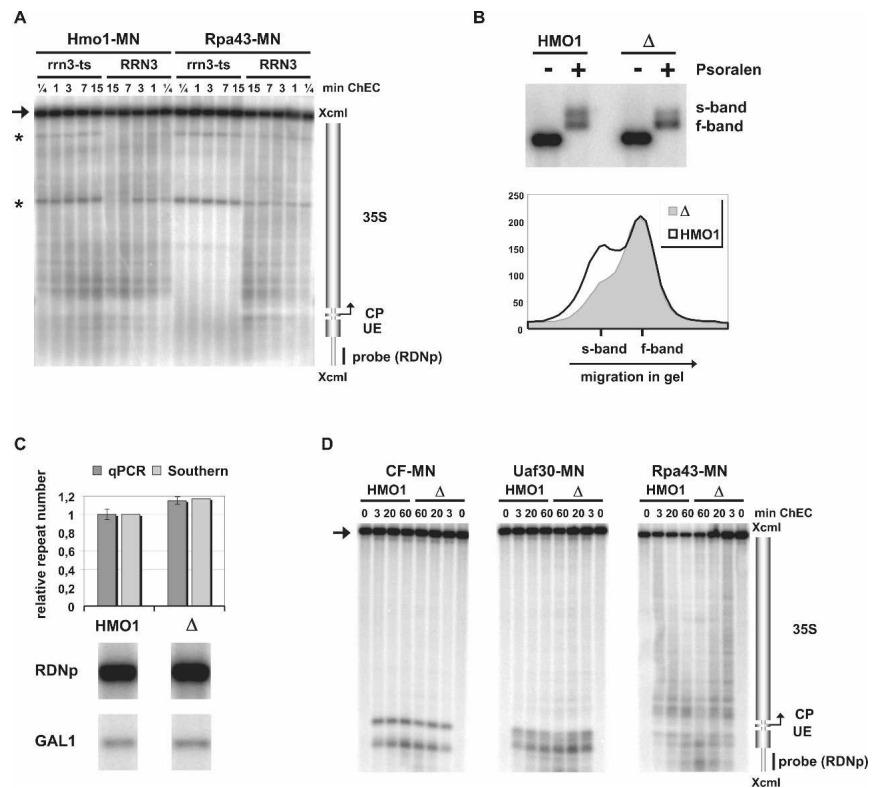 A
Hmo1-MN Rpa43-MN
rrn3-ts RRN3 rrn3-ts RRN3
¼ 1 3 7 15 15 7 3 1 ¼ ¼ 1 3 7 15 15 7 3 1 ¼ min ChEC
XcmI
*
*
35S
CP
UE
probe (RDNp)
XcmI
B
HMO1 Δ
- + - + Psoralen
s-band
f-band
250
200
150
100
50
0
Δ
HMO1
s-band f-band
migration in gel
C
qPCR Southern
relative repeat number
1,2
1
0,8
0,6
0,4
0,2
0
HMO1 Δ
RDNp
GAL1
D
CF-MN Uaf30-MN Rpa43-MN
HMO1 Δ HMO1 Δ HMO1 Δ
0 3 20 60 60 20 3 0 0 3 20 60 60 20 3 0 0 3 20 60 60 20 3 0 min ChEC
XcmI
35S
CP
UE
probe (RDNp)
XcmI